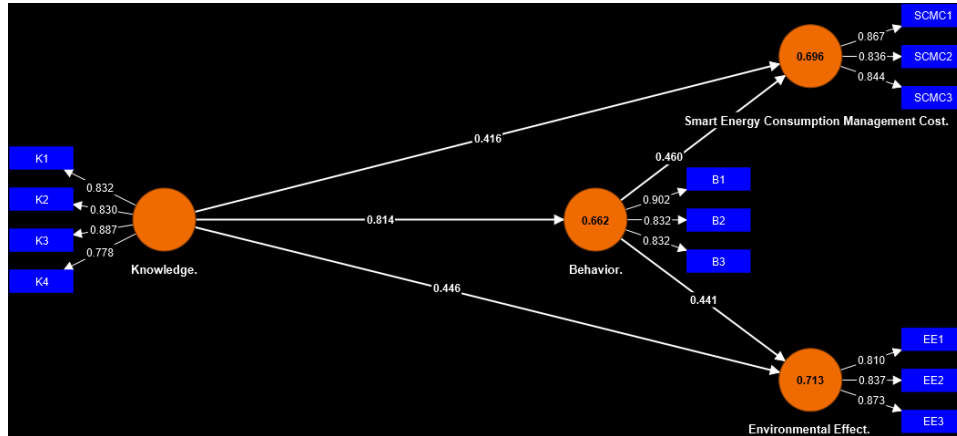 SCMC1
0.867
0.696
0.836
SCMC2
0.844
SCMC3
Smart Energy Consumption Management Cost.
0.416
K1
0.460
B1
0.832
0.902
K2
0.830
0.814
0.662
0.832
B2
K3
0.887
0.832
0.778
Knowledge.
Behavior.
B3
K4
0.446
0.441
EE1
0.810
0.713
0.837
EE2
0.873
EE3
Environmental Effect.